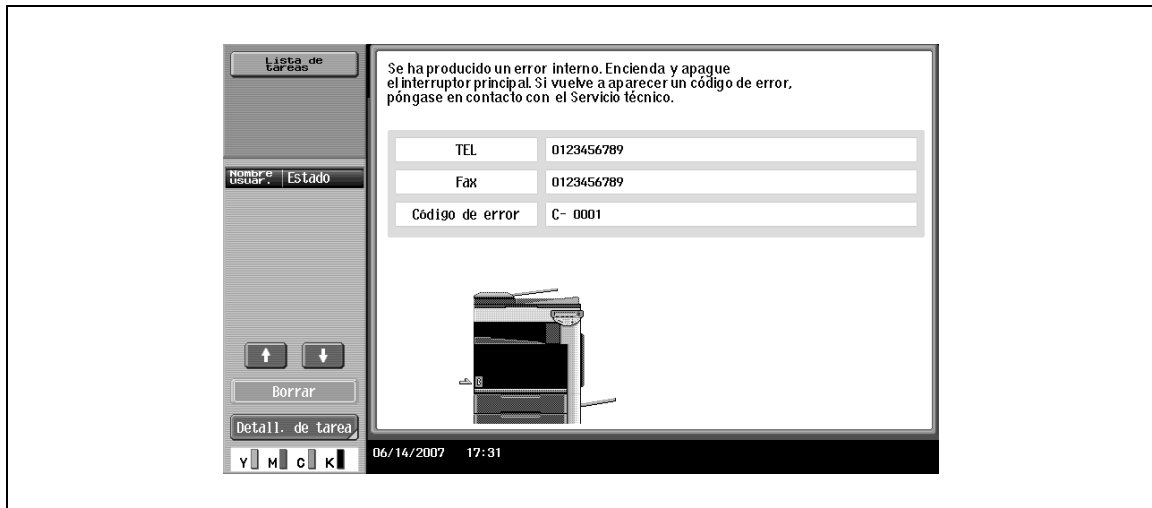 Lista de
tareas
Se ha producido un error interno. Encienda y apague
el interruptor principal. Si vuelve a aparecer un código de error,
póngase en contacto con el Servicio técnico.
TEL 0123456789
Fax 0123456789
Código de error C- 0001
Nombre
usuar. Estado
Borrar
Detall. de tarea
Y M C K
06/14/2007 17:31